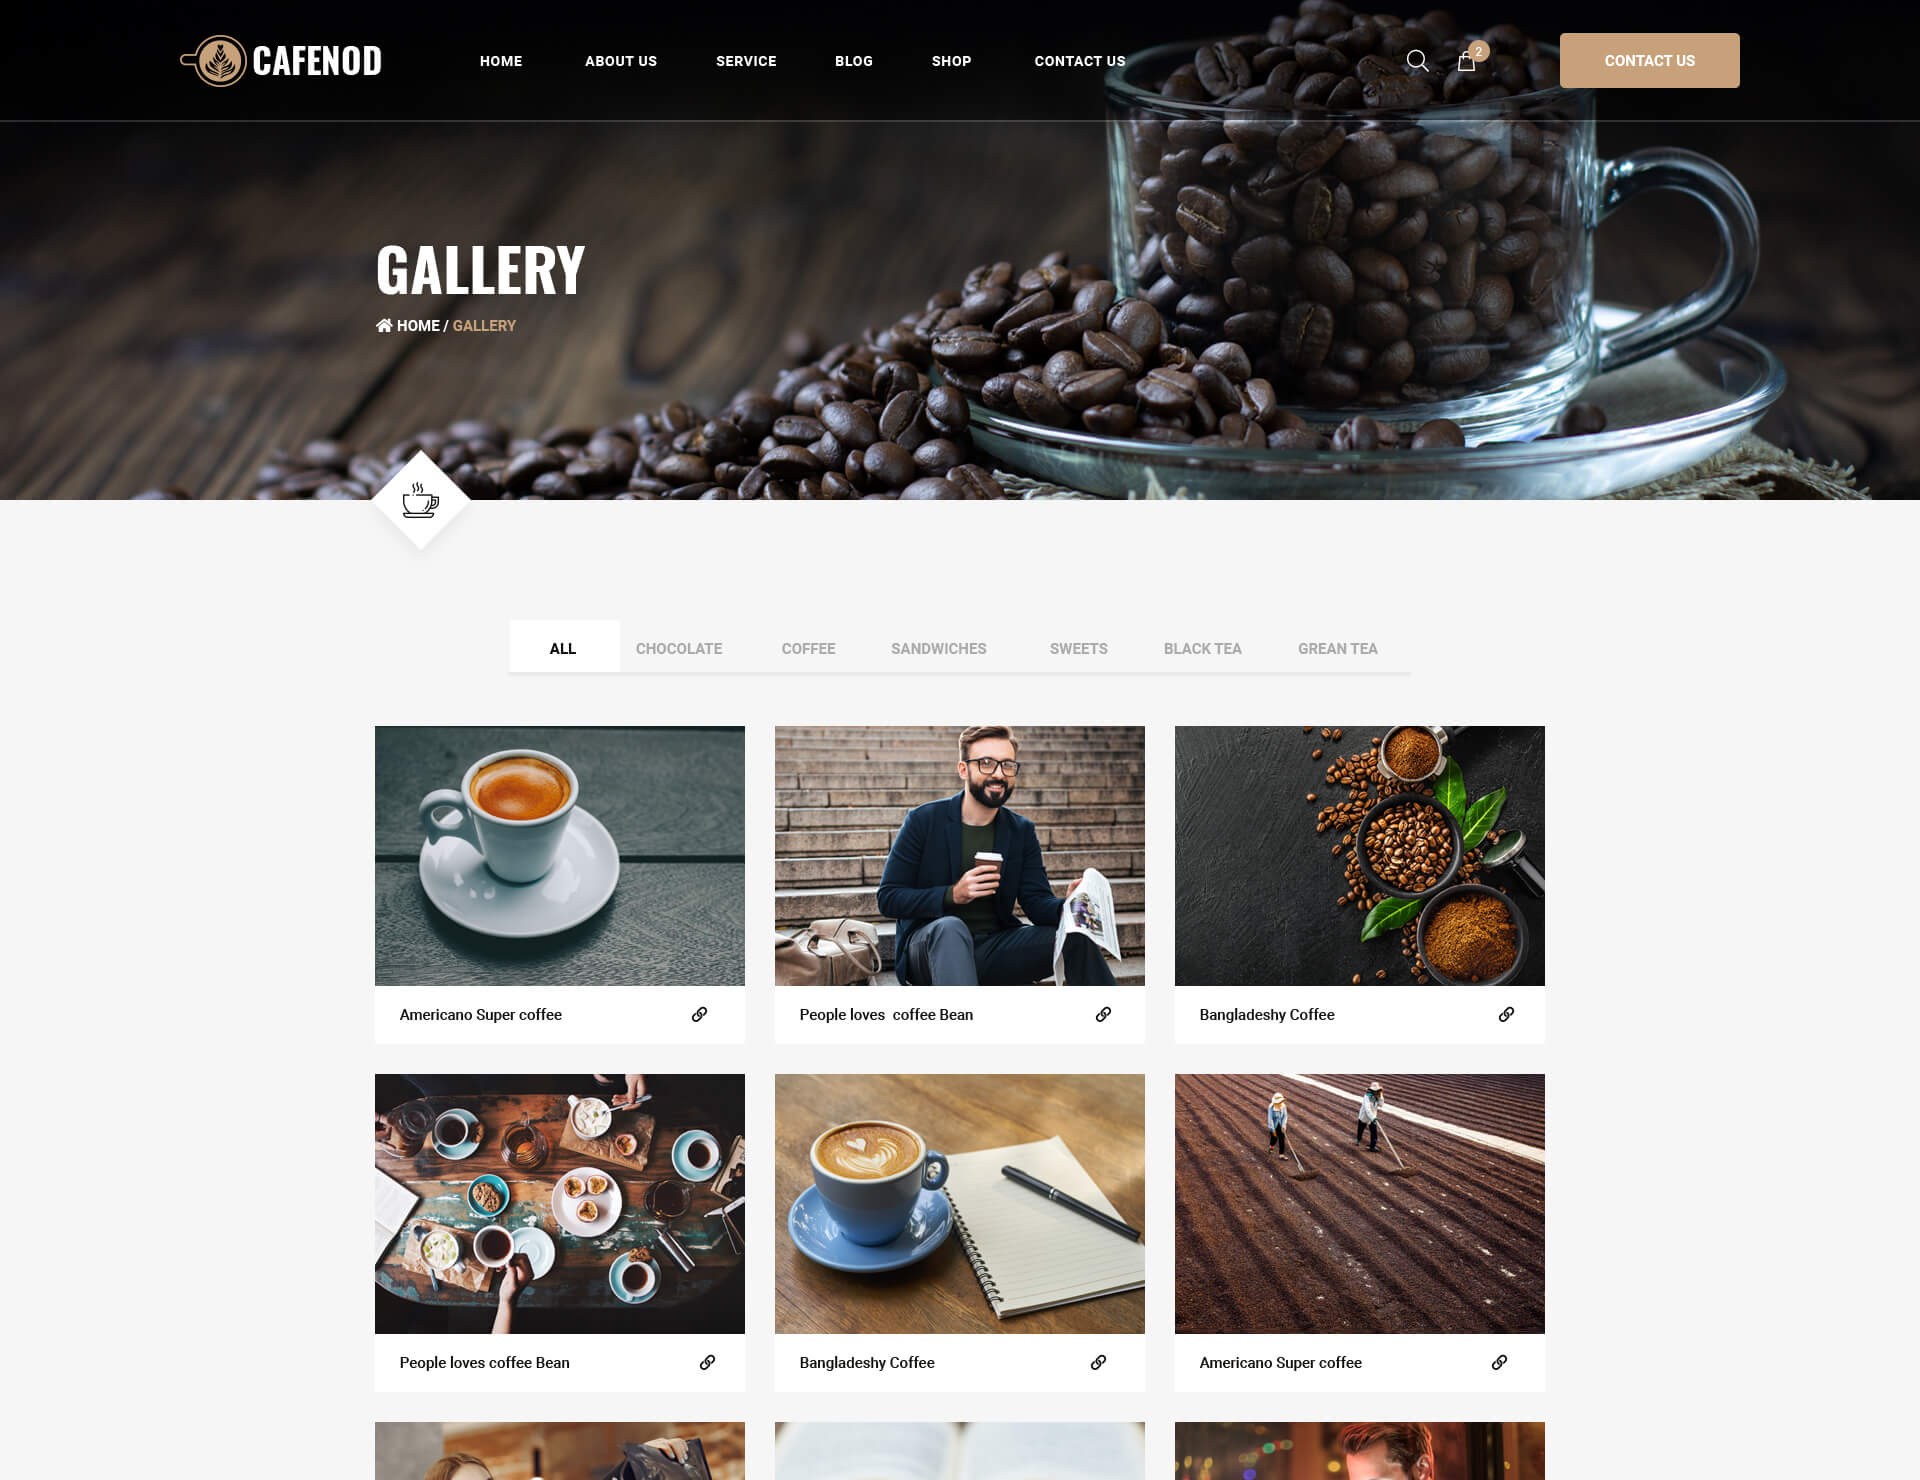 CAFENOD
HOME ABOUT US SERVICE BLOG SHOP CONTACT US 2 CONTACT US
GALLERY
HOME / GALLERY
ALL CHOCOLATE COFFEE SANDWICHES SWEETS BLACK TEA GREAN TEA
Americano Super coffee
People loves coffee Bean
Bangladeshy Coffee
People loves coffee Bean
Bangladeshy Coffee
Americano Super coffee